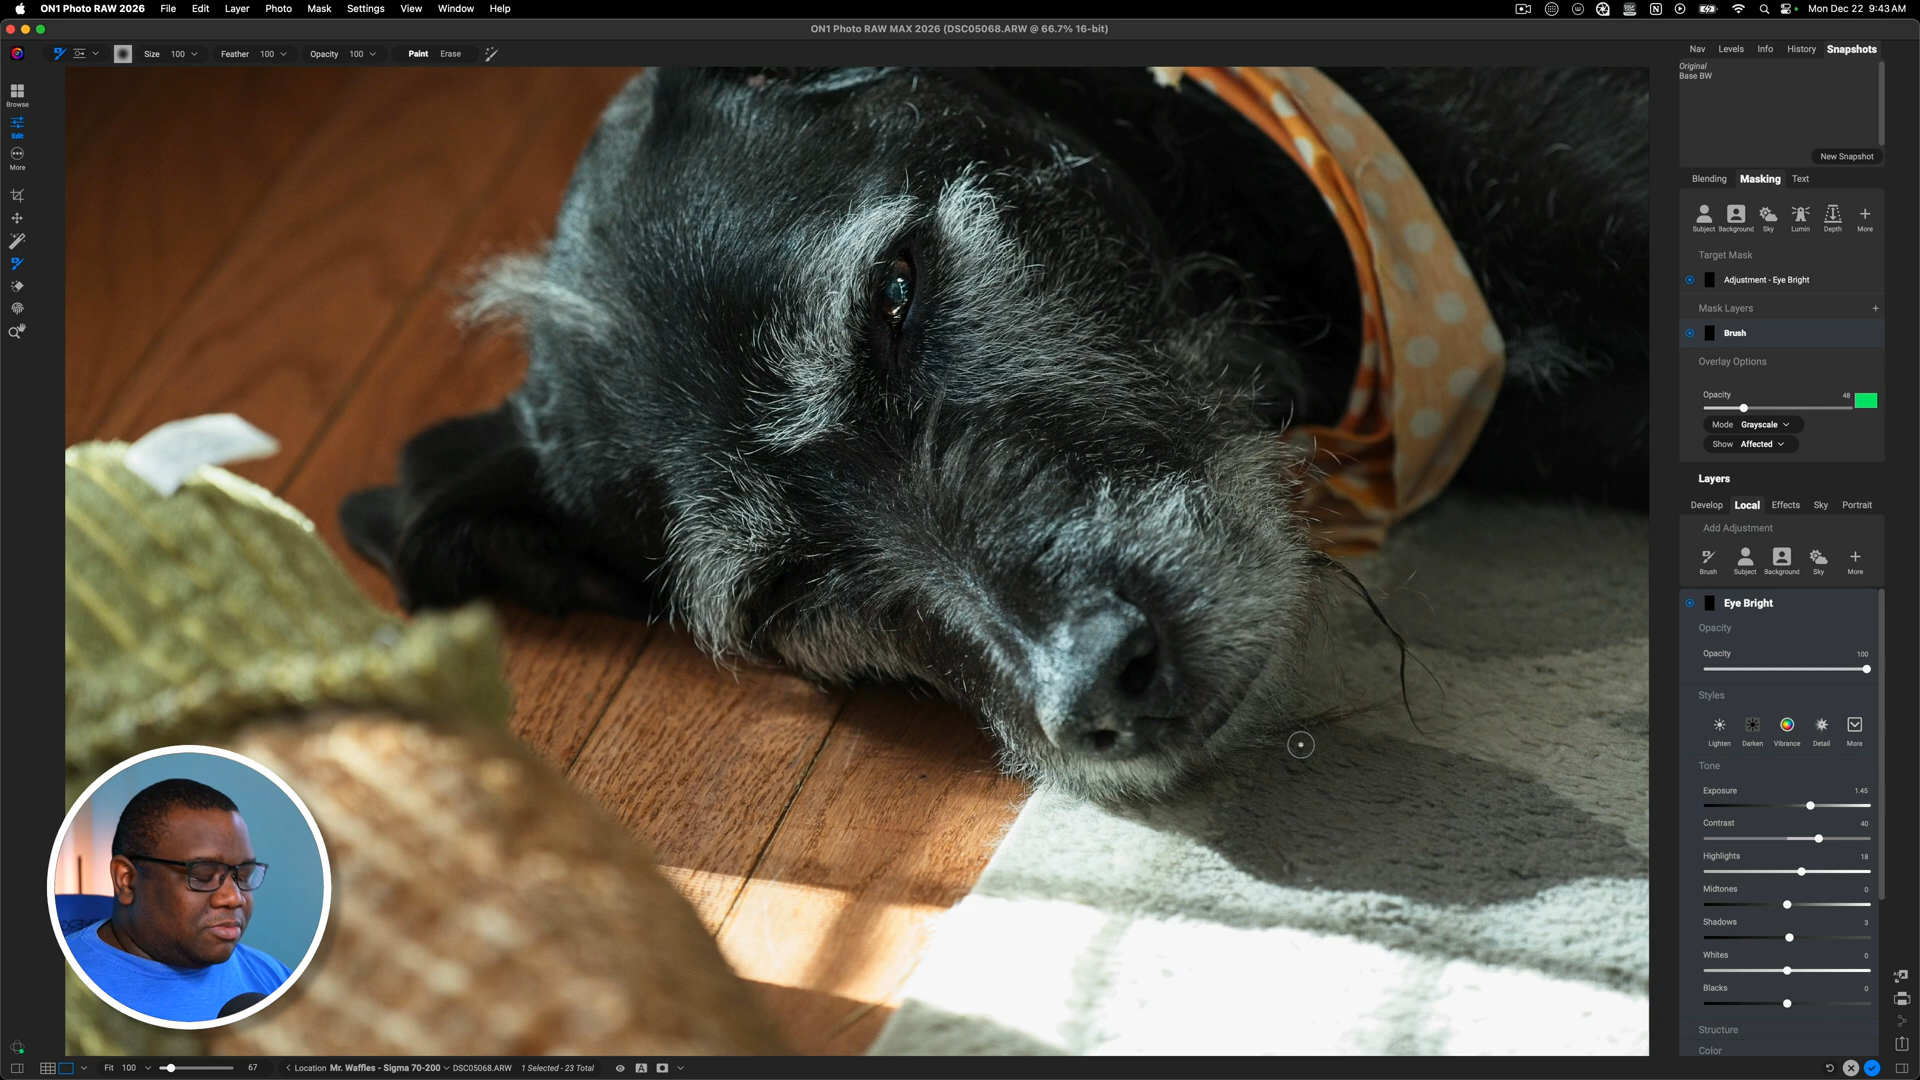 ON1 Photo RAW 2026 File Edit Layer Photo Mask Settings View Window Help Mon Dec 22 9:43 AM
ON1 Photo RAW MAX 2026 (DSC05068.ARW @ 66.7% 16-bit)
Size 100 Feather 100 Opacity 100 Paint Erase
Nav Levels Info History Snapshots
Original
Base BW
New Snapshot
Browse
Edit
More
Blending Masking Text
Subject Background Sky Lumin Depth More
Target Mask
Adjustment - Eye Bright
Mask Layers +
Brush
Overlay Options
Opacity 48
Mode Grayscale
Show Affected
Layers
Develop Local Effects Sky Portrait
Add Adjustment
Brush Subject Background Sky More
Eye Bright
Opacity
Opacity 100
Styles
Lighten Darken Vibrance Detail More
Tone
Exposure 1.45
Contrast 40
Highlights 18
Midtones 0
Shadows 3
Whites 0
Blacks 0
Structure
Color
Fit 100 67 Location Mr. Waffles - Sigma 70-200 DSC05068.ARW 1 Selected - 23 Total A